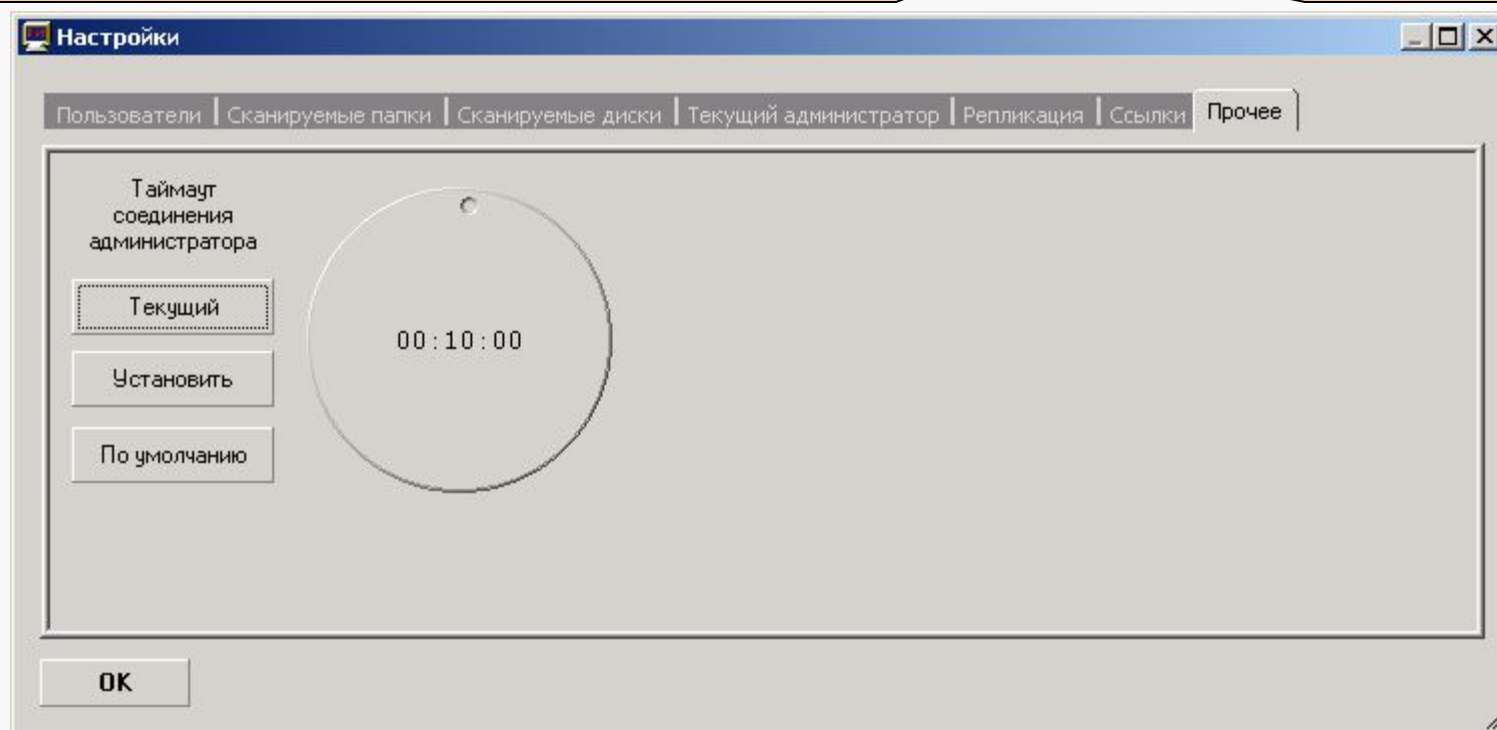 Настройки
Пользователи Сканируемые папки Сканируемые диски Текущий администратор Репликация Ссылки Прочее
Таймаут
соединения
администратора
Текущий
00:10:00
Установить
По умолчанию
OK